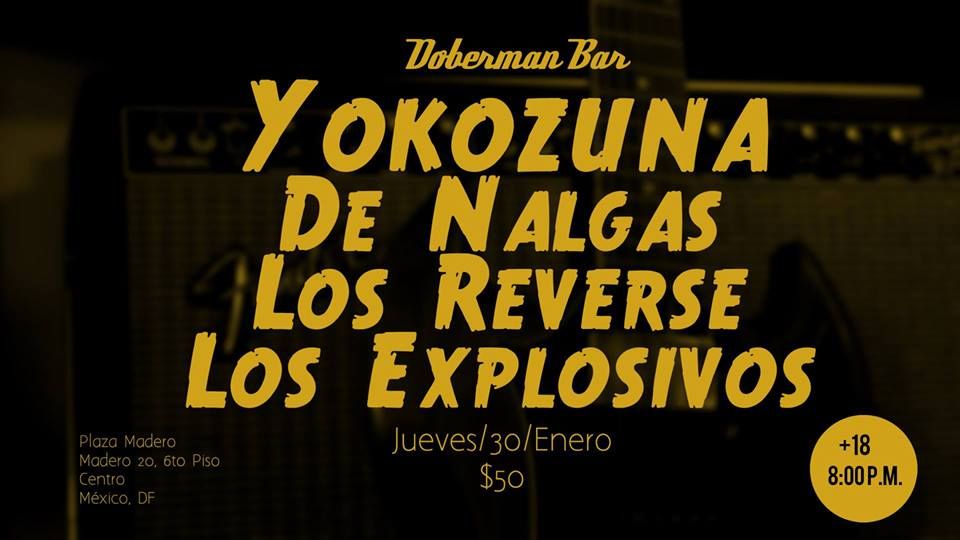 Doberman Bar
YOKOZUNA
DE NALGAS
LOS REVERSE
LOS EXPLOSIVOS
Jueves/30/Enero
$50
Plaza Madero
Madero 20, 6to Piso
Centro
México, DF
+18
8:00 P.M.